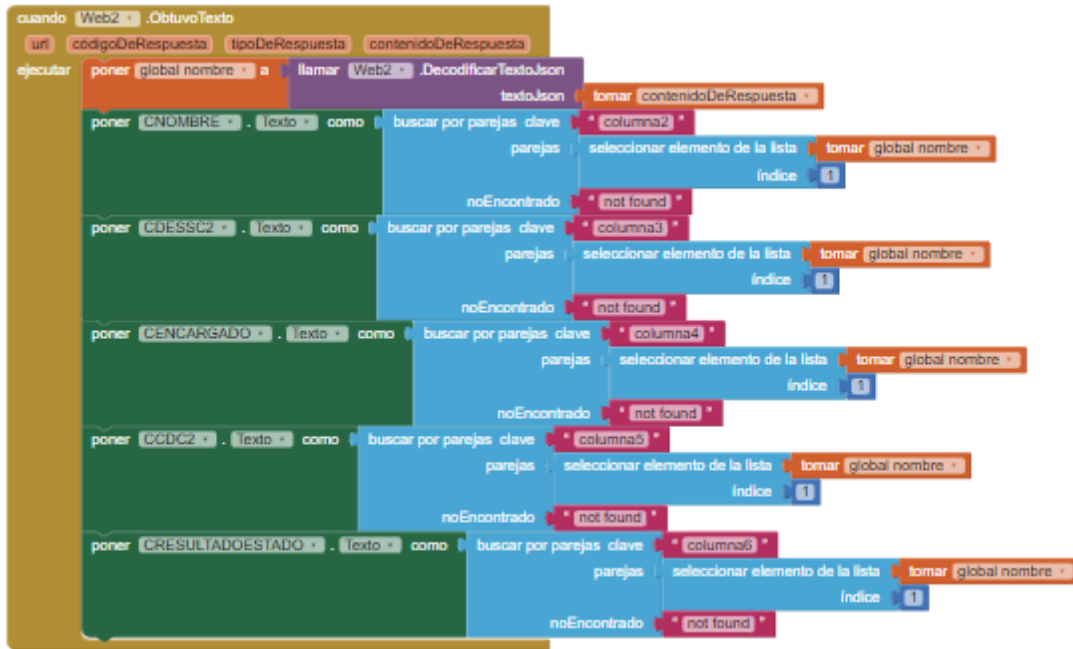 cuando Web2 .ObtuvoTexto
url códigoDeRespuesta tipoDeRespuesta contenidoDeRespuesta
ejecutar poner global nombre a llamar Web2 .DecodificarTextoJson
textoJson tomar contenidoDeRespuesta
poner CNOMBRE . Texto como buscar por parejas clave " columna2 "
parejas seleccionar elemento de la lista tomar global nombre
índice 1
noEncontrado " not found "
poner CDESSC2 . Texto como buscar por parejas clave " columna3 "
parejas seleccionar elemento de la lista tomar global nombre
índice 1
noEncontrado " not found "
poner CENCARGADO . Texto como buscar por parejas clave " columna4 "
parejas seleccionar elemento de la lista tomar global nombre
índice 1
noEncontrado " not found "
poner CCDC2 . Texto como buscar por parejas clave " columna5 "
parejas seleccionar elemento de la lista tomar global nombre
índice 1
noEncontrado " not found "
poner CRESULTADOESTADO . Texto como buscar por parejas clave " columna6 "
parejas seleccionar elemento de la lista tomar global nombre
índice 1
noEncontrado " not found "